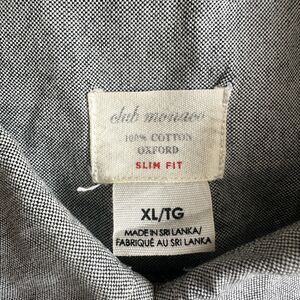 club monaco
100% COTTON
OXFORD
SLIM FIT
XL/TG
MADE IN SRI LANKA/
FABRIQUÉ AU SRI LANKA